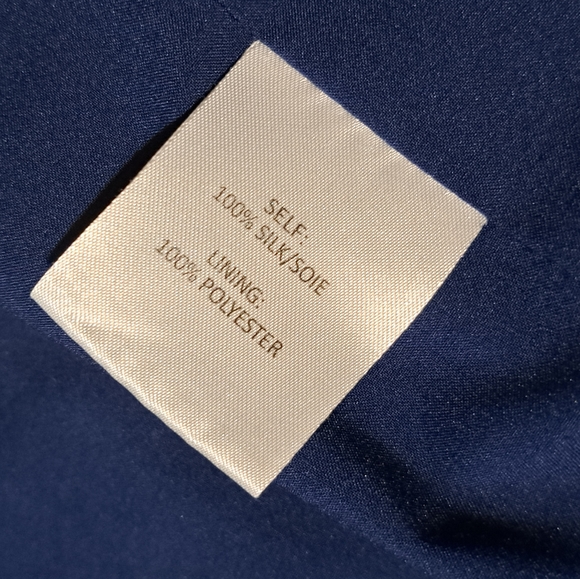 SELF:
100% SILK/SOIE
LINING:
100% POLYESTER